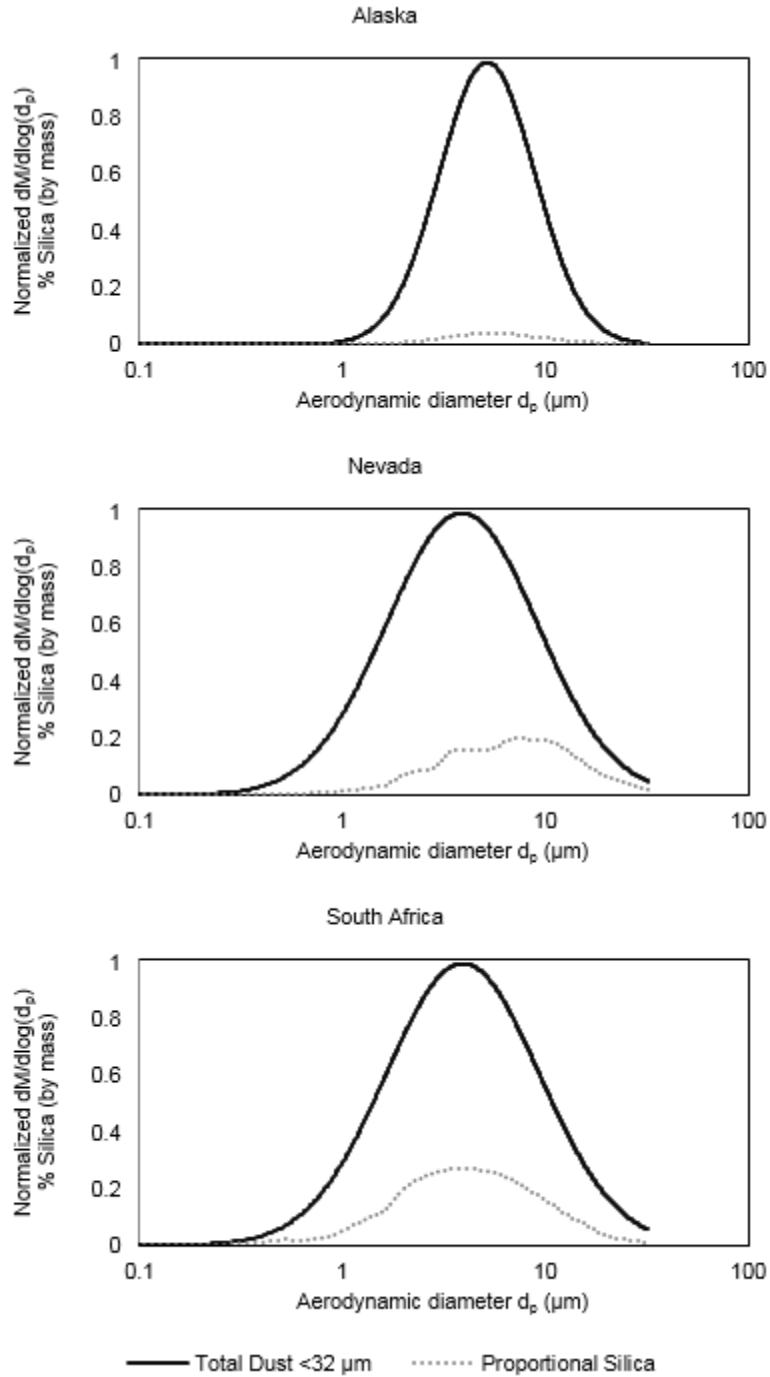 Alaska
Normalized dM/dlog(dₚ)
% Silica (by mass)
1
0.8
0.6
0.4
0.2
0
0.1
1
10
100
Aerodynamic diameter dₚ (µm)
Nevada
Normalized dM/dlog(dₚ)
% Silica (by mass)
1
0.8
0.6
0.4
0.2
0
0.1
1
10
100
Aerodynamic diameter dₚ (µm)
South Africa
Normalized dM/dlog(dₚ)
% Silica (by mass)
1
0.8
0.6
0.4
0.2
0
0.1
1
10
100
Aerodynamic diameter dₚ (µm)
Total Dust <32 µm
Proportional Silica